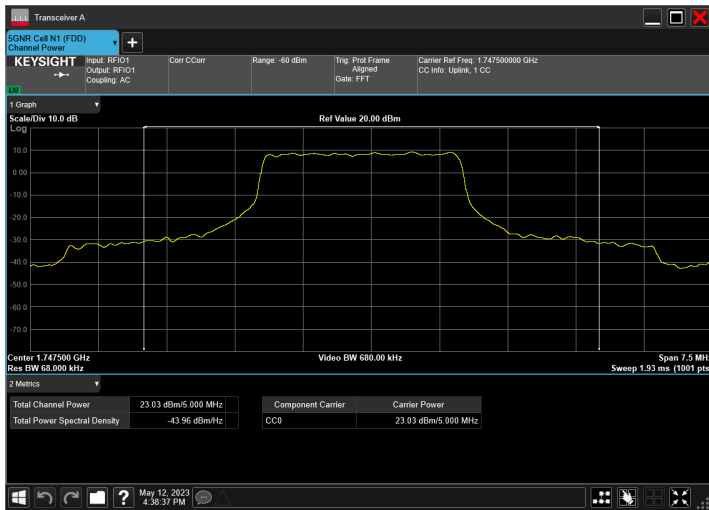 Transceiver A
5GNR Cell N1 (FDD)
Channel Power
KEYSIGHT
Input: RFIO1
Output: RFIO1
Coupling: AC
Corr CCorr
Range: -60 dBm
Trig: Prot Frame
Aligned
Gate: FFT
Carrier Ref Freq: 1.747500000 GHz
CC Info: Uplink, 1 CC
LXI
1 Graph
Scale/Div 10.0 dB
Ref Value 20.00 dBm
Log
10.0
0.00
-10.0
-20.0
-30.0
-40.0
-50.0
-60.0
-70.0
Center 1.747500 GHz
Video BW 680.00 kHz
Span 7.5 MHz
Res BW 68.000 kHz
Sweep 1.93 ms (1001 pts
2 Metrics
Total Channel Power 23.03 dBm/5.000 MHz
Total Power Spectral Density -43.96 dBm/Hz
Component Carrier Carrier Power
CC0 23.03 dBm/5.000 MHz
?
May 12, 2023
4:38:37 PM